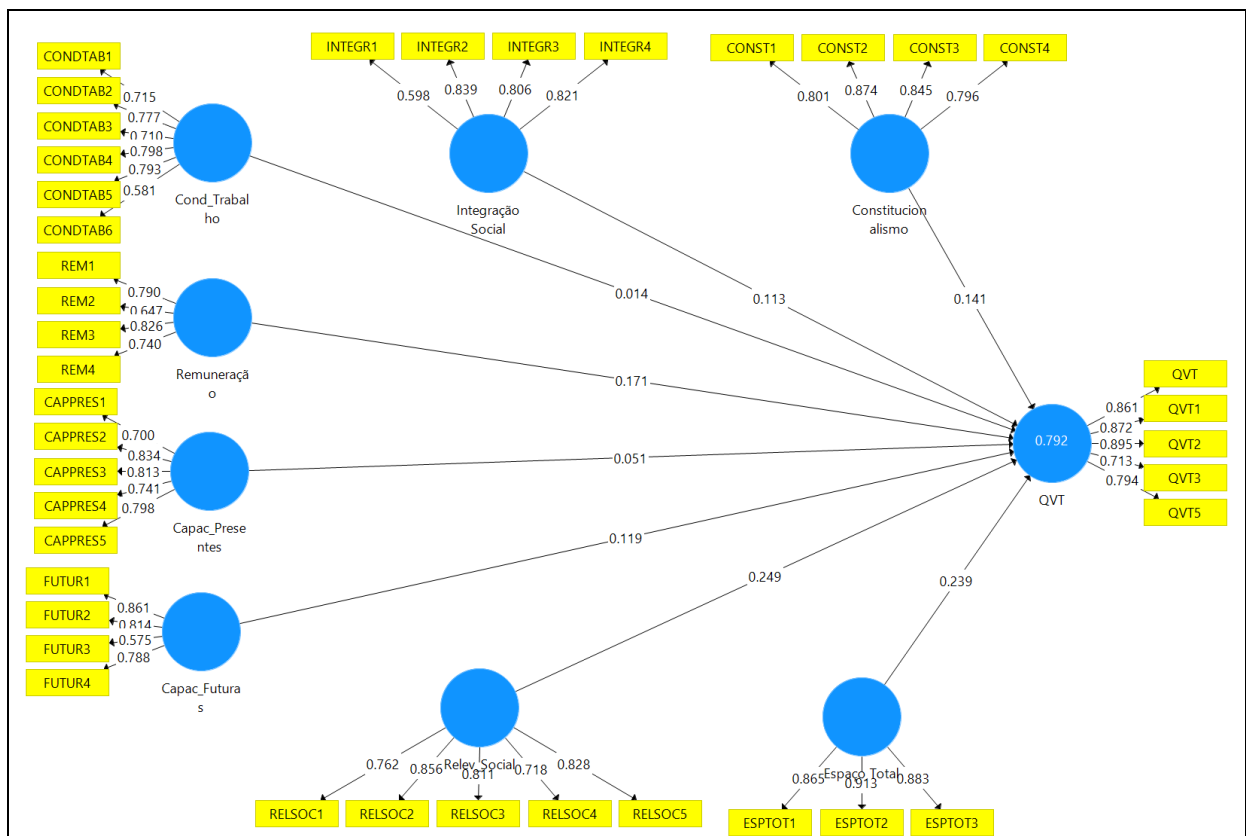 CONDTAB1
CONDTAB2
CONDTAB3
CONDTAB4
CONDTAB5
CONDTAB6
0.715
0.777
0.710
0.798
0.793
0.581
Cond_Trabal
ho
INTEGR1
INTEGR2
INTEGR3
INTEGR4
0.598
0.839
0.806
0.821
Integração
Social
CONST1
CONST2
CONST3
CONST4
0.801
0.874
0.845
0.796
Constitucion
alismo
REM1
REM2
REM3
REM4
0.790
0.647
0.826
0.740
Remuneraçã
o
CAPPRES1
CAPPRES2
CAPPRES3
CAPPRES4
CAPPRES5
0.700
0.834
0.813
0.741
0.798
Capac_Prese
ntes
FUTUR1
FUTUR2
FUTUR3
FUTUR4
0.861
0.814
0.575
0.788
Capac_Futura
s
0.014
0.113
0.141
0.171
0.051
0.119
0.249
0.239
0.792
QVT
0.861
0.872
0.895
0.713
0.794
QVT
QVT1
QVT2
QVT3
QVT5
Relev_Social
0.762
0.856
0.811
0.718
0.828
RELSOC1
RELSOC2
RELSOC3
RELSOC4
RELSOC5
Espaço_Total
0.865
0.913
0.883
ESPTOT1
ESPTOT2
ESPTOT3